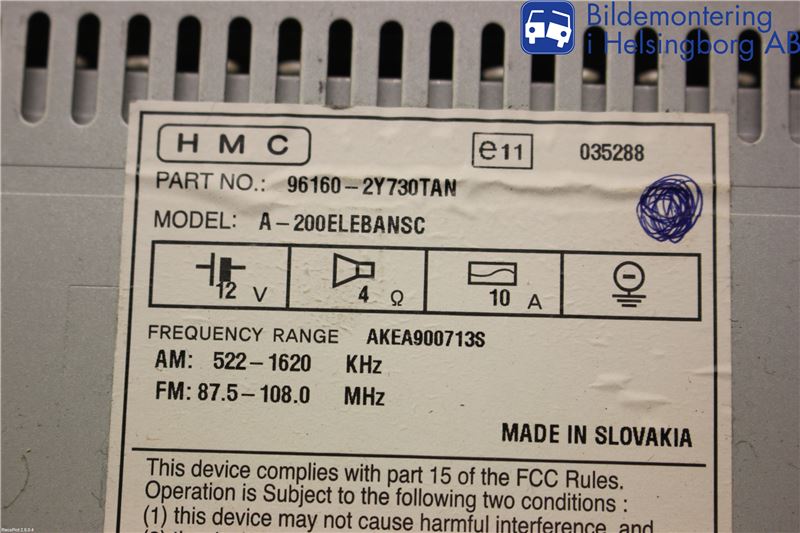 Bildemontering
i Helsingborg AB
HMC
e11
035288
PART NO.: 96160-2Y730TAN
MODEL: A-200ELEBANSC
12 V
4 Ω
10 A
FREQUENCY RANGE AKEA900713S
AM: 522-1620 KHz
FM: 87.5-108.0 MHz
MADE IN SLOVAKIA
This device complies with part 15 of the FCC Rules.
Operation is Subject to the following two conditions :
(1) this device may not cause harmful interference, and